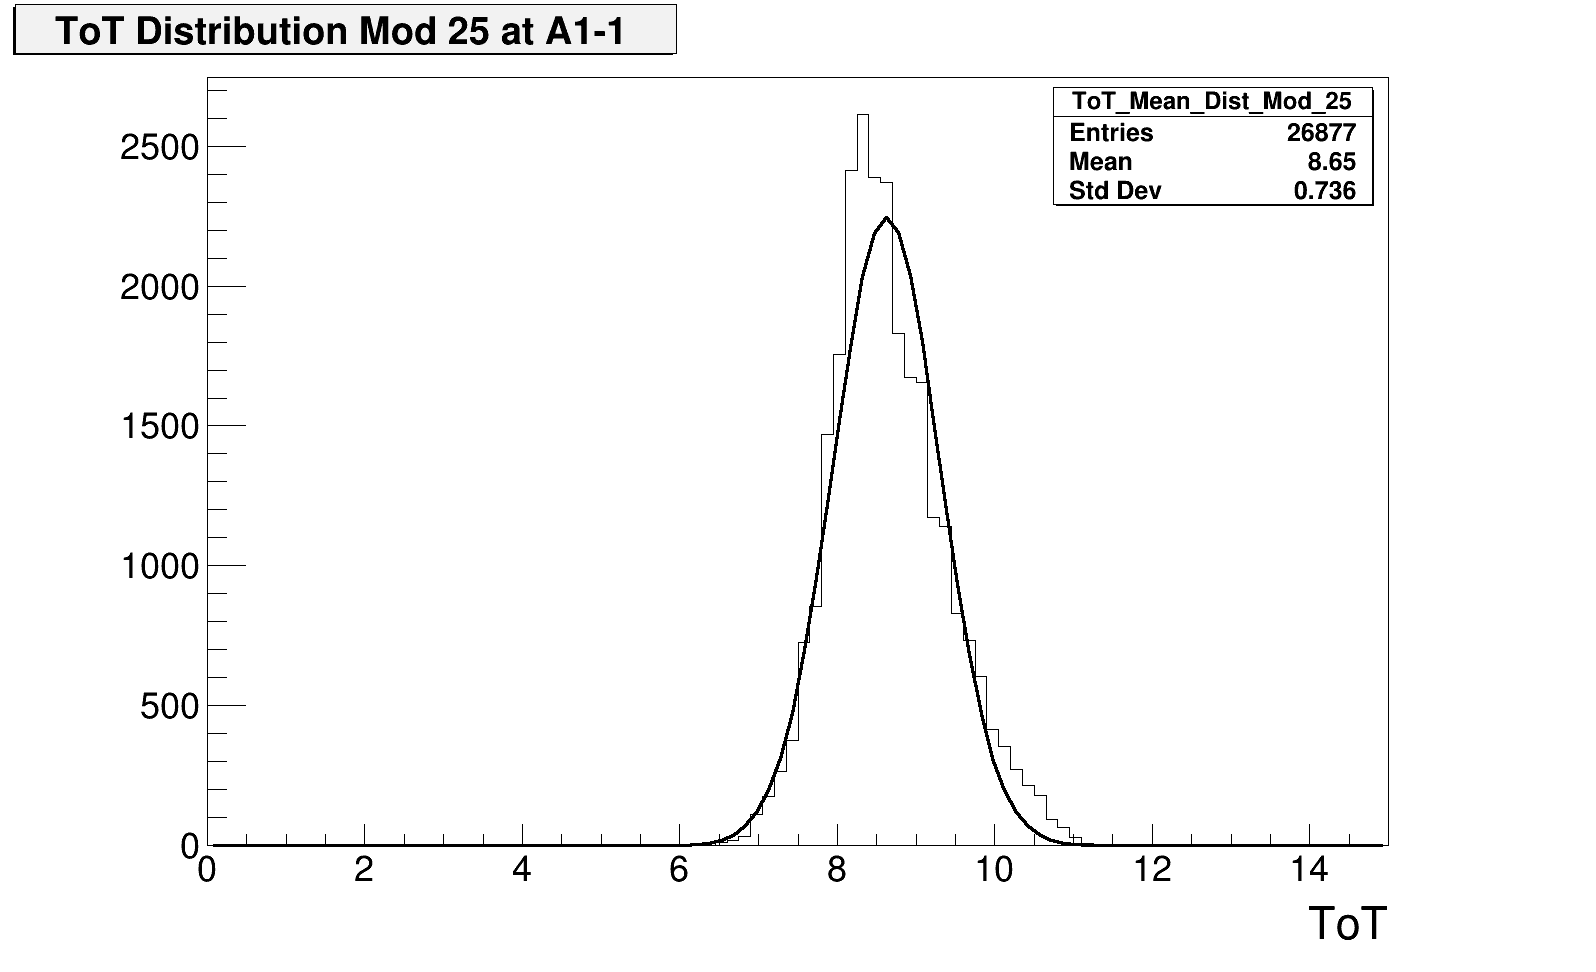 ToT Distribution Mod 25 at A1-1
ToT_Mean_Dist_Mod_25
Entries 26877
Mean 8.65
Std Dev 0.736
2500
2000
1500
1000
500
0
0 2 4 6 8 10 12 14
ToT